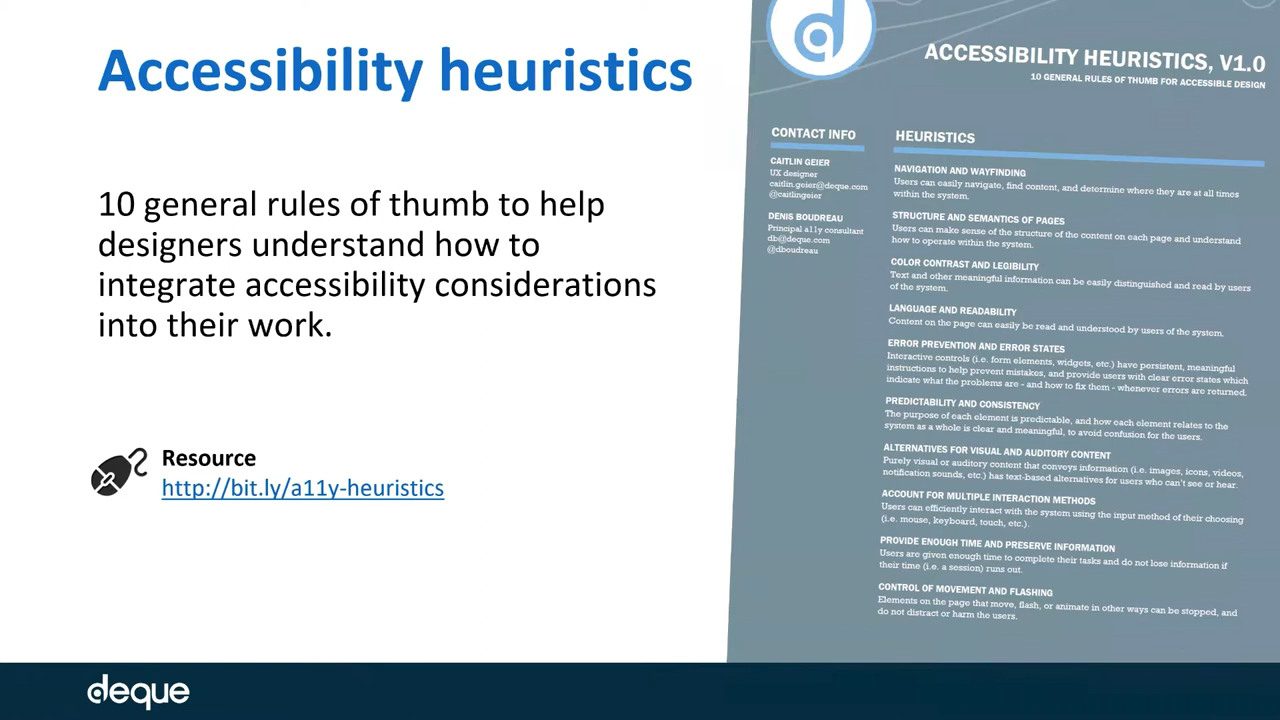 Accessibility heuristics
10 general rules of thumb to help
designers understand how to
integrate accessibility considerations
into their work.
Resource
http://bit.ly/a11y-heuristics
deque
d
ACCESSIBILITY HEURISTICS, V1.0
10 GENERAL RULES OF THUMB FOR ACCESSIBLE DESIGN
CONTACT INFO
CAITLIN GEIER
UX designer
caitlin.geier@deque.com
@caitlingeier
DENIS BOUDREAU
Principal a11y consultant
db@deque.com
@dboudreau
HEURISTICS
NAVIGATION AND WAYFINDING
Users can easily navigate, find content, and determine where they are at all times
within the system.
STRUCTURE AND SEMANTICS OF PAGES
Users can make sense of the structure of the content on each page and understand
how to operate within the system.
COLOR CONTRAST AND LEGIBILITY
Text and other meaningful information can be easily distinguished and read by users
of the system.
LANGUAGE AND READABILITY
Content on the page can easily be read and understood by users of the system.
ERROR PREVENTION AND ERROR STATES
Interactive controls (i.e. form elements, widgets, etc.) have persistent, meaningful
instructions to help prevent mistakes, and provide users with clear error states which
indicate what the problems are - and how to fix them - whenever errors are returned.
PREDICTABILITY AND CONSISTENCY
The purpose of each element is predictable, and how each element relates to the
system as a whole is clear and meaningful, to avoid confusion for the users.
ALTERNATIVES FOR VISUAL AND AUDITORY CONTENT
Purely visual or auditory content that conveys information (i.e. images, icons, videos,
notification sounds, etc.) has text-based alternatives for users who can't see or hear.
ACCOUNT FOR MULTIPLE INTERACTION METHODS
Users can efficiently interact with the system using the input method of their choosing
(i.e. mouse, keyboard, touch, etc.).
PROVIDE ENOUGH TIME AND PRESERVE INFORMATION
Users are given enough time to complete their tasks and do not lose information if
their time (i.e. a session) runs out.
CONTROL OF MOVEMENT AND FLASHING
Elements on the page that move, flash, or animate in other ways can be stopped, and
do not distract or harm the users.